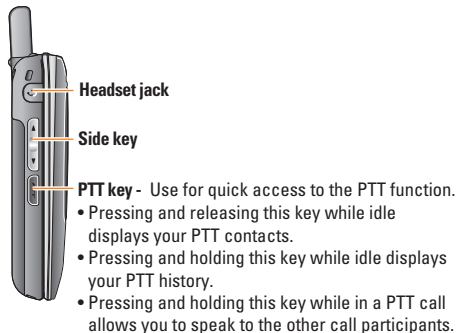 Headset jack
Side key
PTT key - Use for quick access to the PTT function.
• Pressing and releasing this key while idle
displays your PTT contacts.
• Pressing and holding this key while idle displays
your PTT history.
• Pressing and holding this key while in a PTT call
allows you to speak to the other call participants.